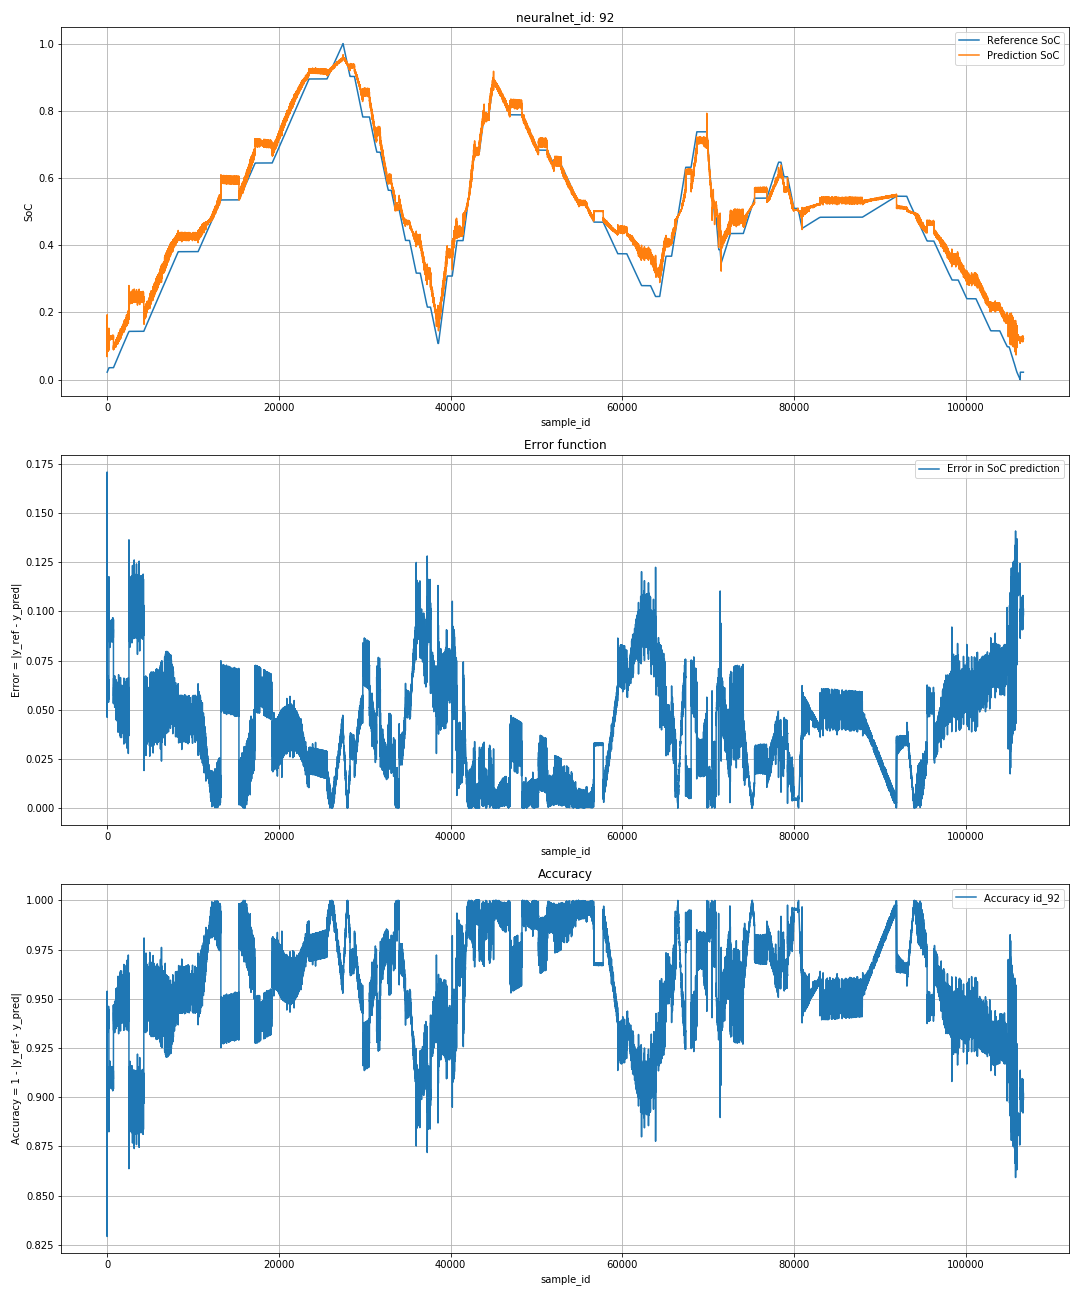 neuralnet_id: 92
1.0
0.8
0.6
0.4
0.2
0.0
SoC
Reference SoC
Prediction SoC
0 20000 40000 60000 80000 100000
sample_id
Error function
0.175
0.150
0.125
0.100
0.075
0.050
0.025
0.000
Error = |y_ref - y_pred|
Error in SoC prediction
0 20000 40000 60000 80000 100000
sample_id
Accuracy
1.000
0.975
0.950
0.925
0.900
0.875
0.850
0.825
Accuracy = 1 - |y_ref - y_pred|
Accuracy id_92
0 20000 40000 60000 80000 100000
sample_id